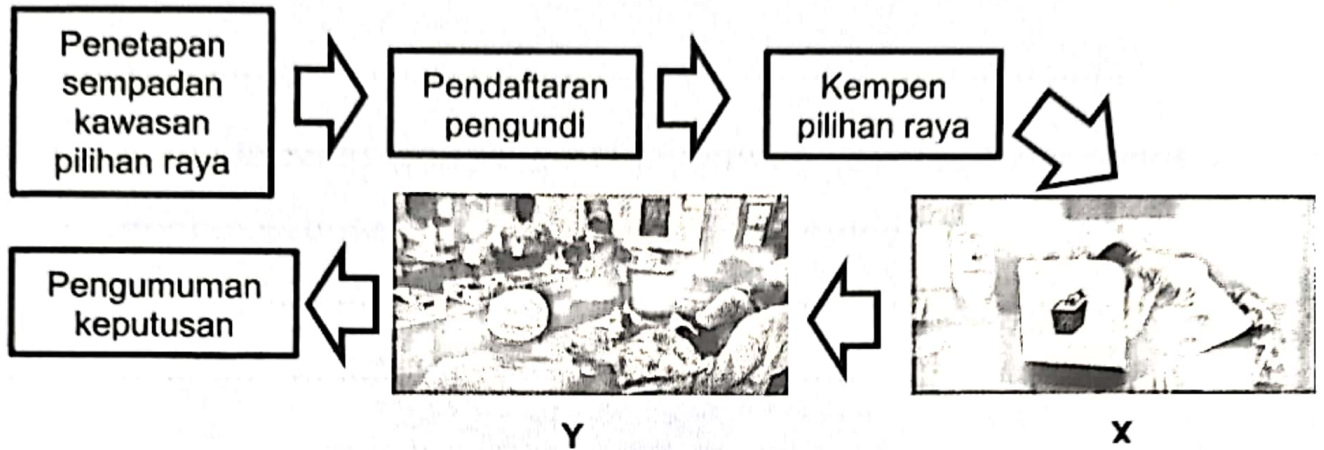 Penetapan
sempadan
kawasan
pilihan raya
Pendaftaran
pengundi
Kempen
pilihan raya
Pengumuman
keputusan
Y
X